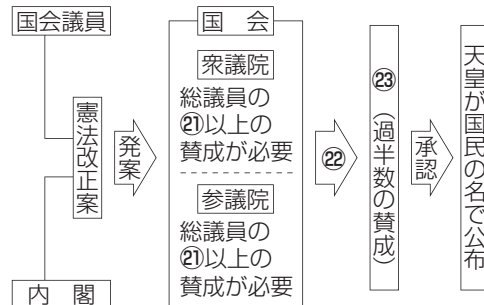 国会議員
内　閣
憲法改正案
発案
国　会
衆議院
総議員の
㉑以上の
賛成が必要
参議院
総議員の
㉑以上の
賛成が必要
㉒
㉓（過半数の賛成）
承認
天皇が国民の名で公布